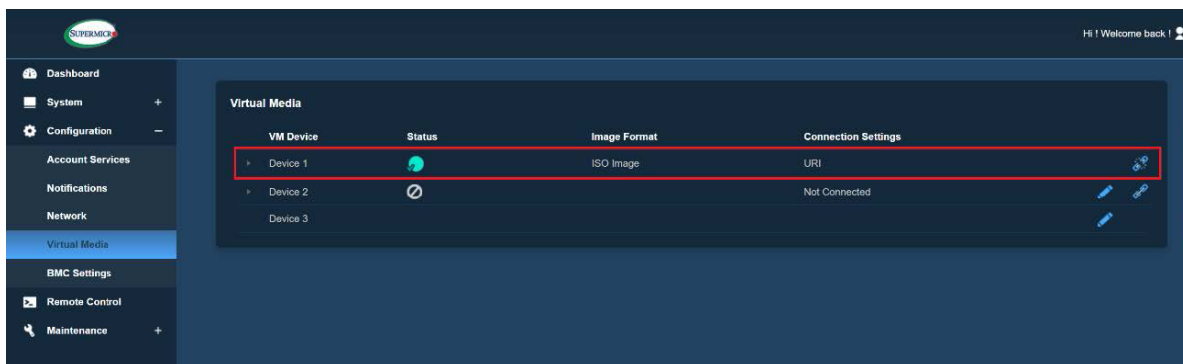 SUPERMICR
Hi ! Welcome back !
Dashboard
System +
Configuration −
Account Services
Notifications
Network
Virtual Media
BMC Settings
Remote Control
Maintenance +
Virtual Media
VM Device Status Image Format Connection Settings
Device 1 ISO Image URI
Device 2 Not Connected
Device 3